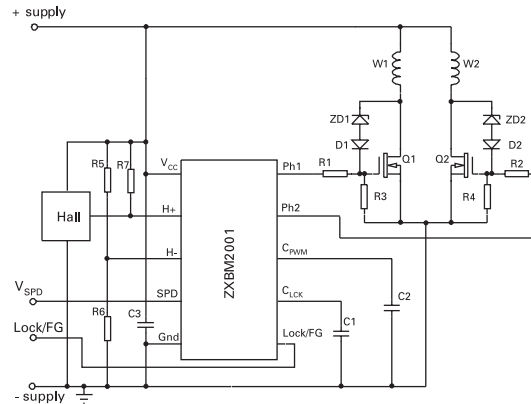 + supply
W1
W2
ZD1
ZD2
D1
D2
R1
Q1
Q2
R2
R3
R4
R5
R7
Hall
VCC
H+
H-
SPD
Gnd
ZXBM2001
Ph1
Ph2
CPWM
CLCK
Lock/FG
VSPD
Lock/FG
R6
C3
C1
C2
- supply